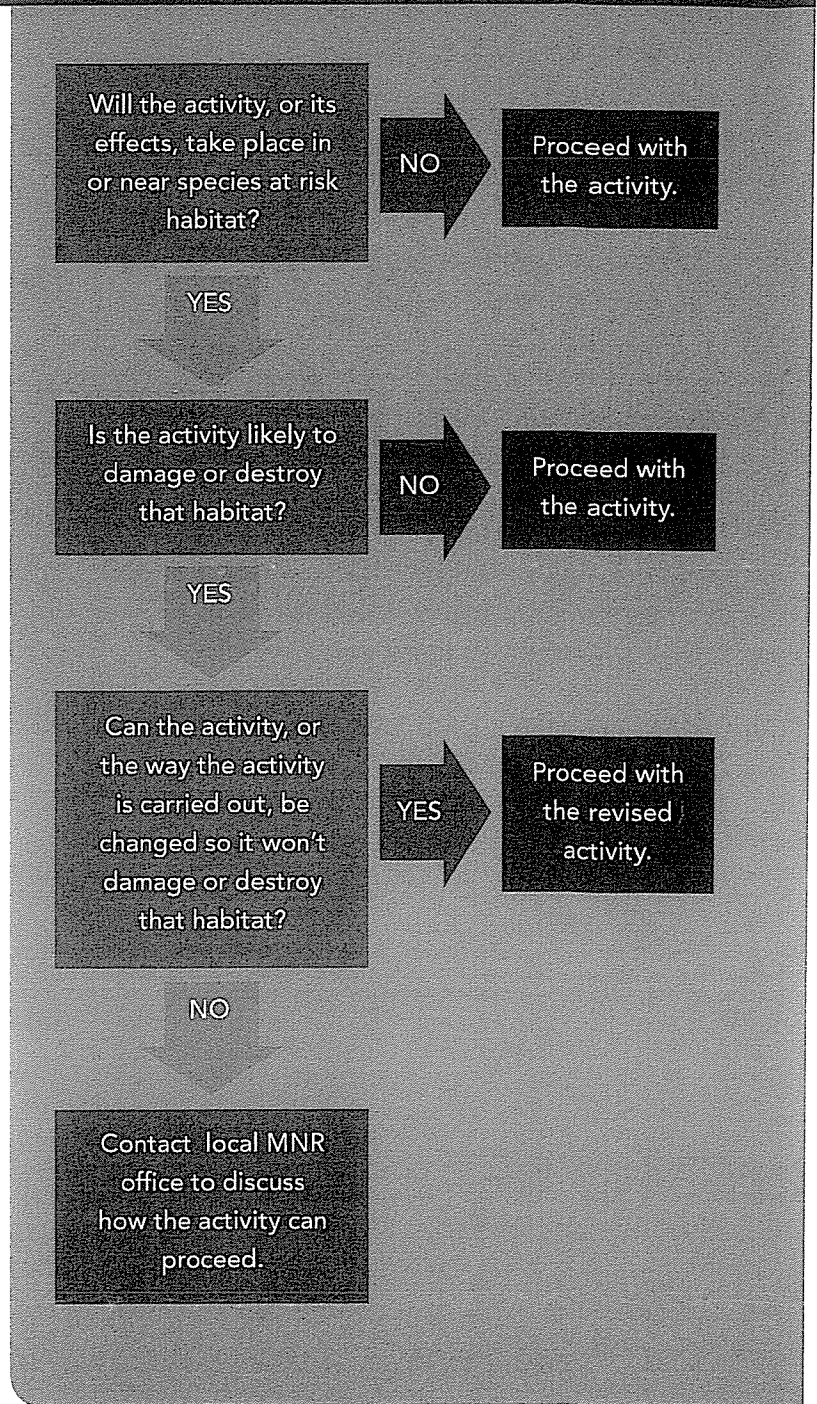 Will the activity, or its
effects, take place in
or near species at risk
habitat?
NO
Proceed with
the activity.
YES
Is the activity likely to
damage or destroy
that habitat?
NO
Proceed with
the activity.
YES
Can the activity, or
the way the activity
is carried out, be
changed so it won't
damage or destroy
that habitat?
YES
Proceed with
the revised
activity.
NO
Contact local MNR
office to discuss
how the activity can
proceed.